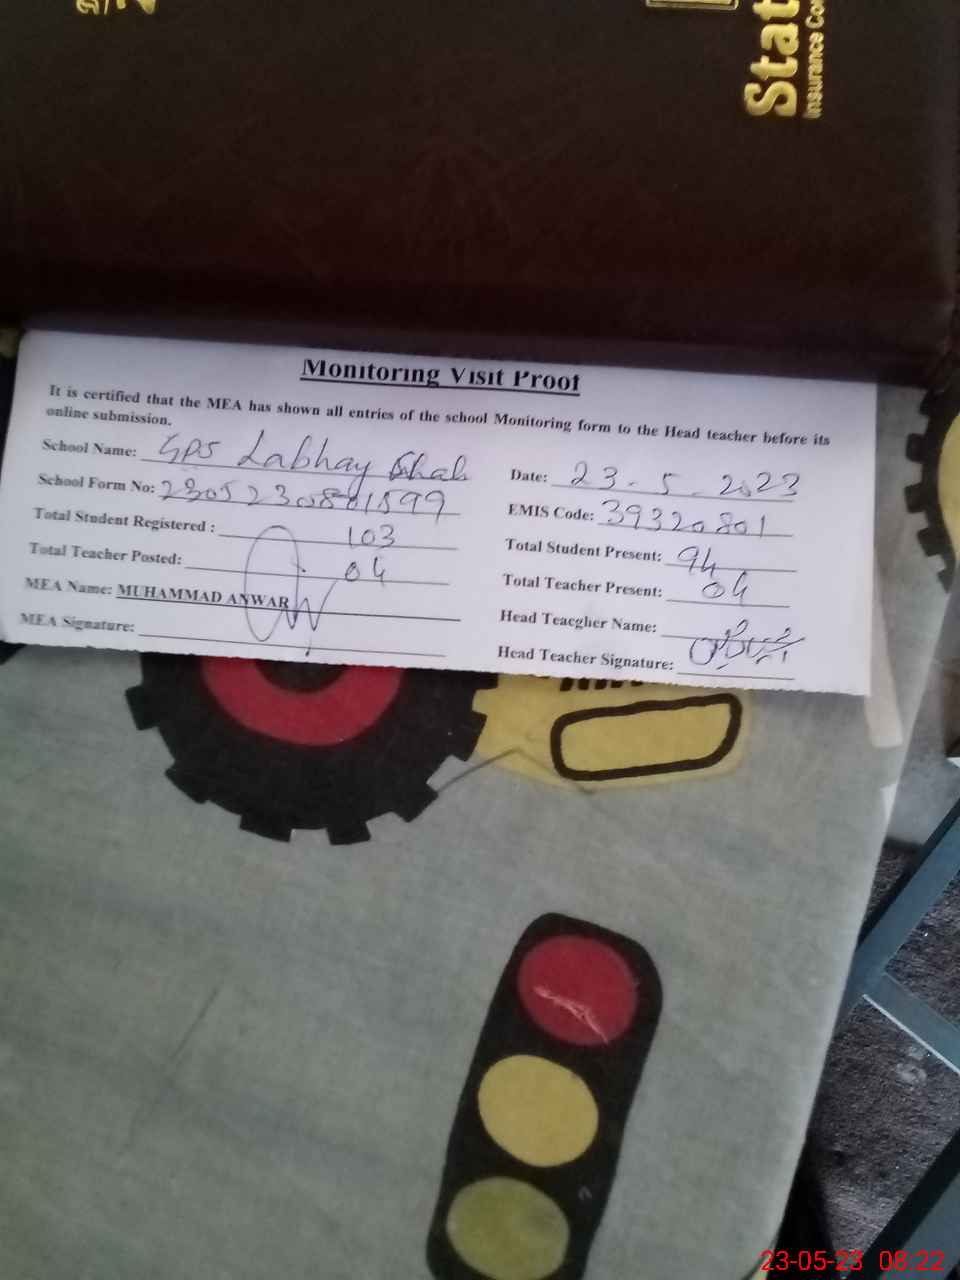 Stat
Insurance Co
Monitoring Visit Proof
It is certified that the MEA has shown all entries of the school Monitoring form to the Head teacher before its
online submission.
School Name: GPS Labhay Shah
Date: 23-5-2023
School Form No: 23052303801599
EMIS Code: 39320801
Total Student Registered : 103
Total Student Present: 94
Total Teacher Posted: 04
Total Teacher Present: 04
MEA Name: MUHAMMAD ANWAR
Head Teacgher Name:
MEA Signature:
Head Teacher Signature:
23-05-23 08:22